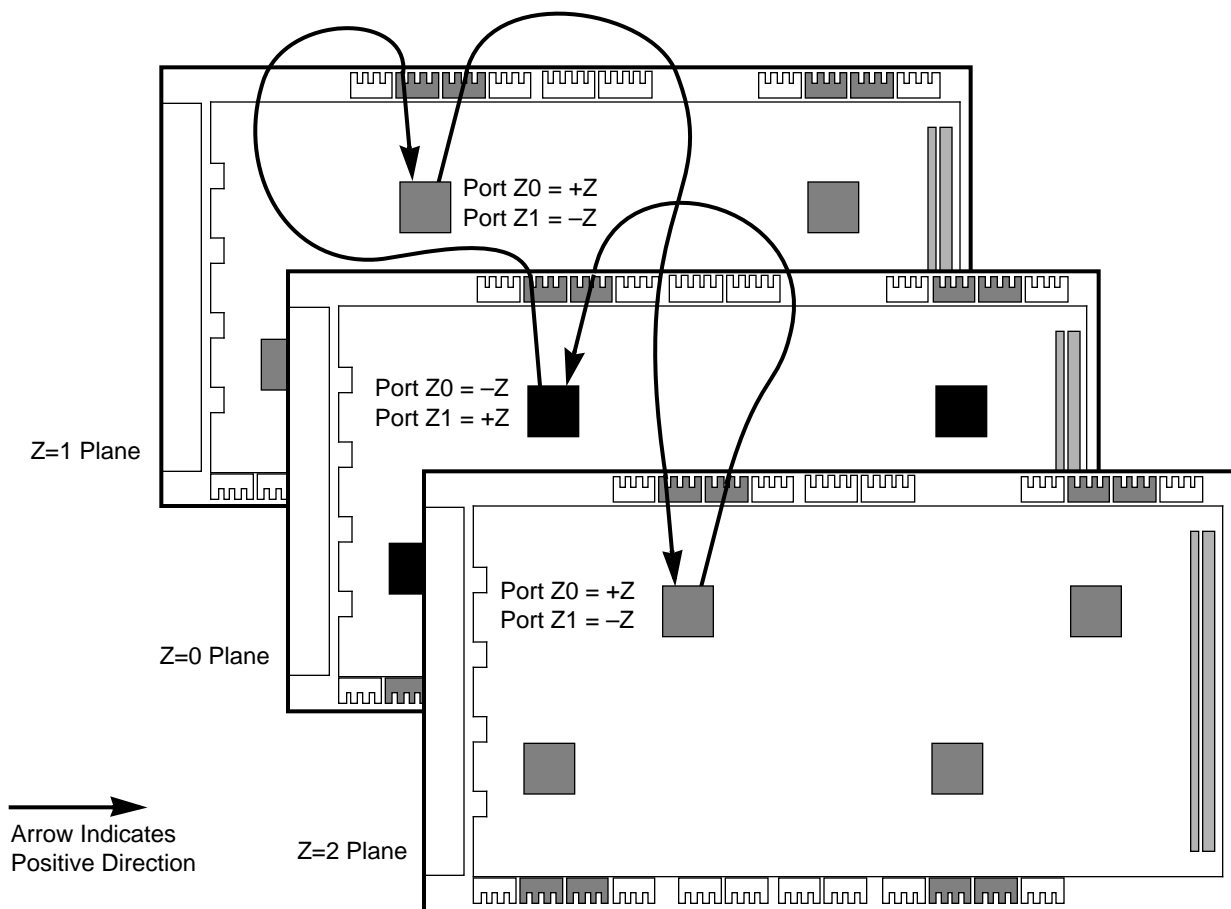 Port Z0 = +Z
Port Z1 = –Z
Port Z0 = –Z
Port Z1 = +Z
Z=1 Plane
Port Z0 = +Z
Port Z1 = –Z
Z=0 Plane
Arrow Indicates
Positive Direction
Z=2 Plane